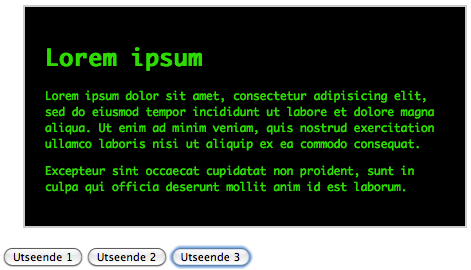 Lorem ipsum
Lorem ipsum dolor sit amet, consectetur adipisicing elit,
sed do eiusmod tempor incididunt ut labore et dolore magna
aliqua. Ut enim ad minim veniam, quis nostrud exercitation
ullamco laboris nisi ut aliquip ex ea commodo consequat.
Excepteur sint occaecat cupidatat non proident, sunt in
culpa qui officia deserunt mollit anim id est laborum.
Utseende 1 Utseende 2 Utseende 3